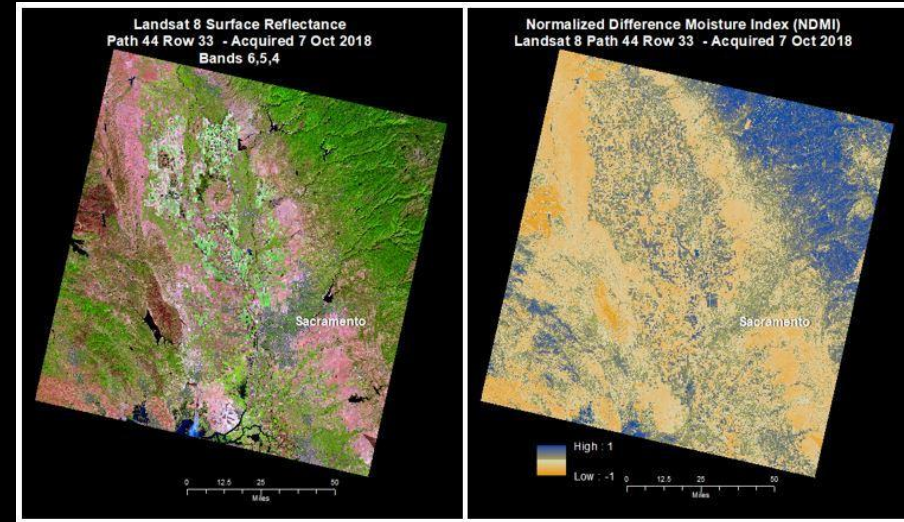 Landsat 8 Surface Reflectance
Path 44 Row 33 - Acquired 7 Oct 2018
Bands 6,5,4
Sacramento
0 12.5 25 50
Miles
Normalized Difference Moisture Index (NDMI)
Landsat 8 Path 44 Row 33 - Acquired 7 Oct 2018
Sacramento
High : 1
Low : -1
0 12.5 25 50
Miles